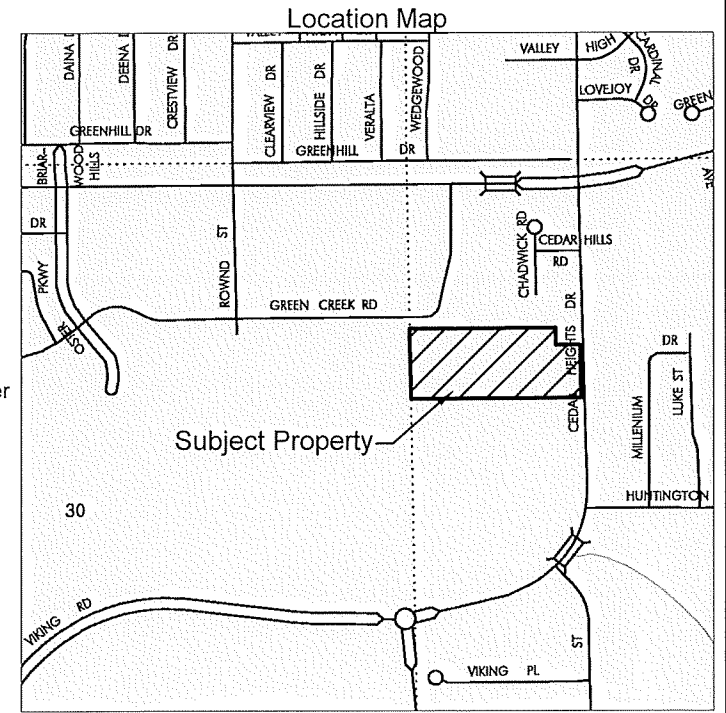 Location Map
DAINA D
DEENA D
CRESTVIEW DR
CLEARVIEW DR
HILLSIDE DR
VERALTA
WEDGEWOOD
VALLEY HIGH
DR
CARDINAL
LOVEJOY DR
GREEN
GREENHILL DR
GREENHILL DR
BRIAR-
WOOD
HILLS
AVE
DR
PKWY
OSTER
ROWND ST
GREEN CREEK RD
CHADWICK RD
CEDAR HILLS
RD
CEDAR HEIGHTS DR
er
Subject Property
DR
LUKE ST
MILLENIUM
HUNTINGTON
30
VIKING RD
ST
VIKING PL